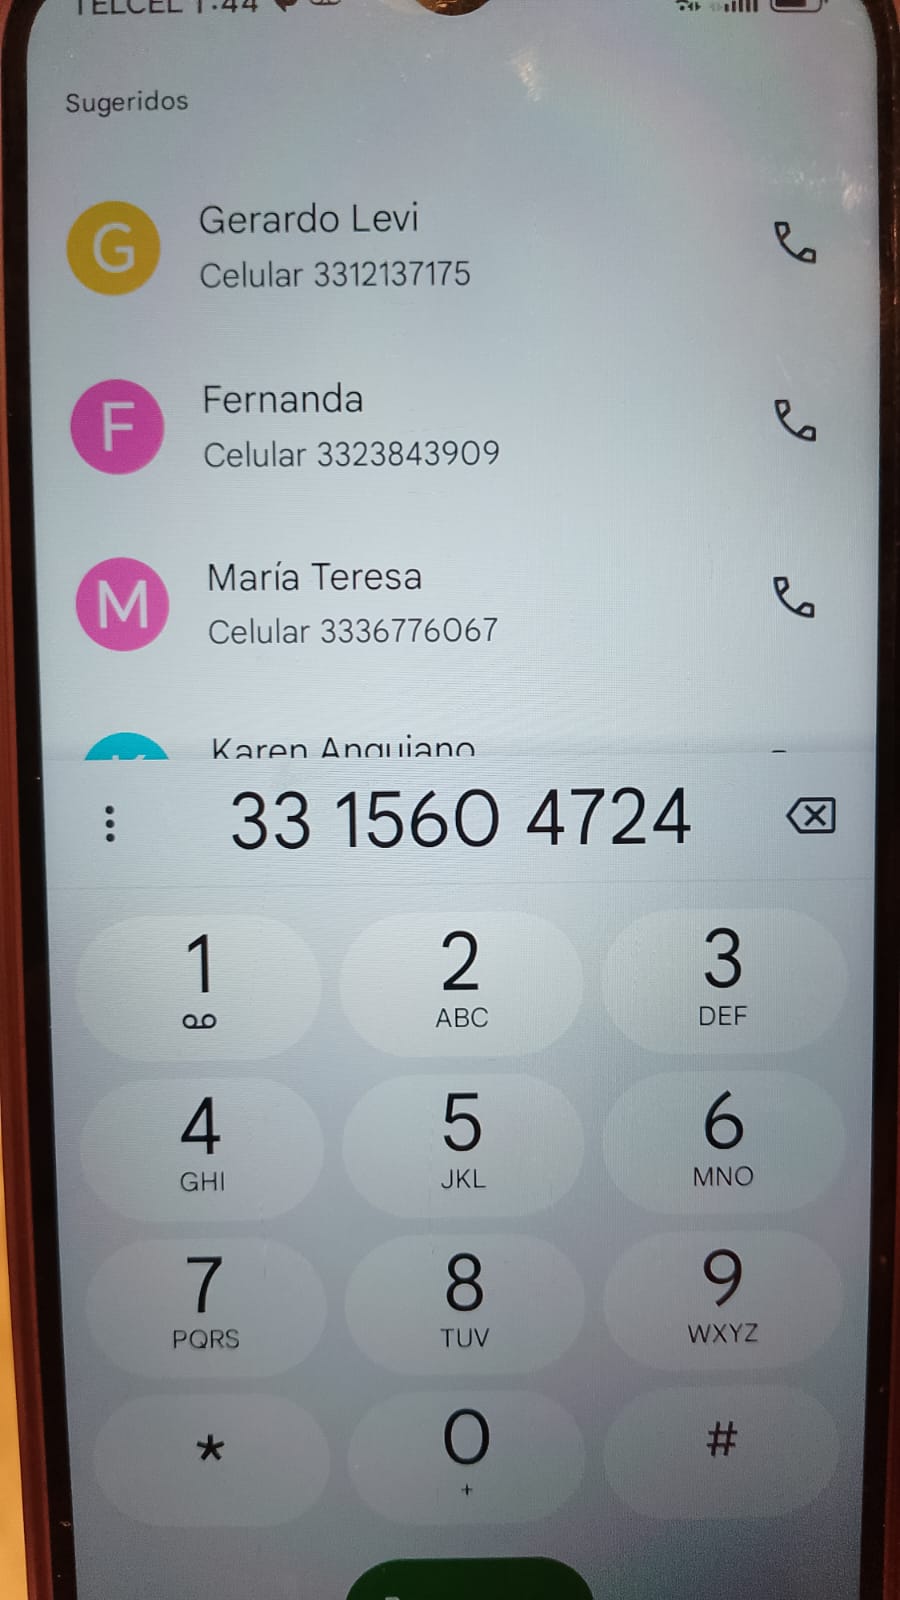 TELCEL 1:44
Sugeridos
G
Gerardo Levi
Celular 3312137175
F
Fernanda
Celular 3323843909
M
María Teresa
Celular 3336776067
Karen Anguiano
33 1560 4724
1
2
ABC
3
DEF
4
GHI
5
JKL
6
MNO
7
PQRS
8
TUV
9
WXYZ
*
0
+
#